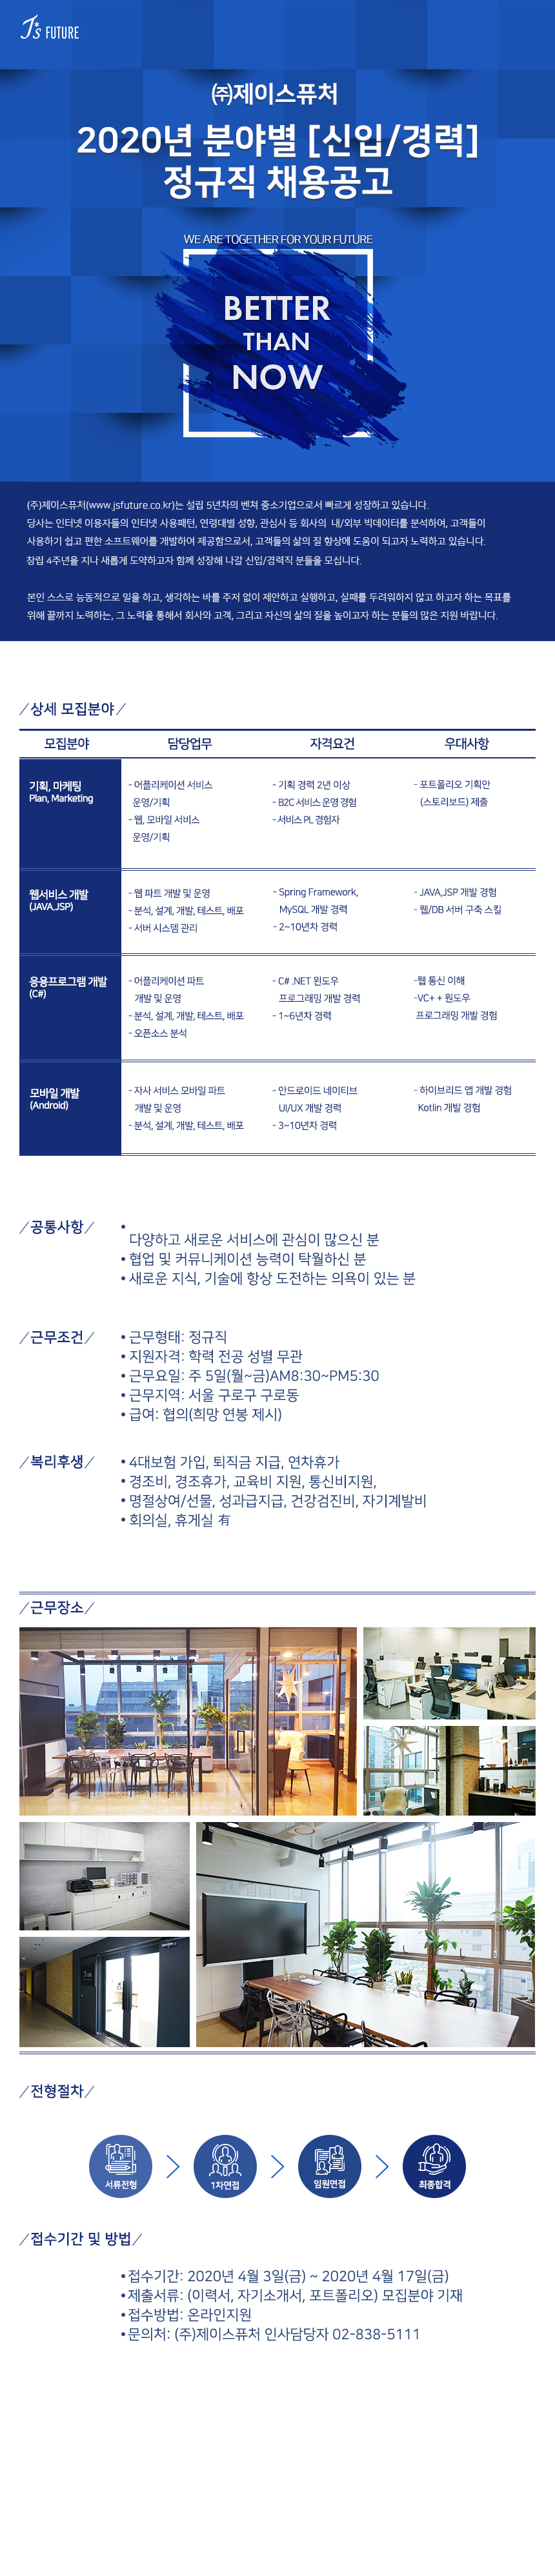 J's FUTURE
㈜제이스퓨처
2020년 분야별 [신입/경력]
정규직 채용공고
WE ARE TOGETHER FOR YOUR FUTURE
BETTER
THAN
NOW
(주)제이스퓨처(www.jsfuture.co.kr)는 설립 5년차의 벤처 중소기업으로서 빠르게 성장하고 있습니다.
당사는 인터넷 이용자들의 인터넷 사용패턴, 연령대별 성향, 관심사 등 회사의 내/외부 빅데이터를 분석하여, 고객들이
사용하기 쉽고 편한 소프트웨어를 개발하여 제공함으로서, 고객들의 삶의 질 향상에 도움이 되고자 노력하고 있습니다.
창립 4주년을 지나 새롭게 도약하고자 함께 성장해 나갈 신입/경력직 분들을 모십니다.
본인 스스로 능동적으로 일을 하고, 생각하는 바를 주저 없이 제안하고 실행하고, 실패를 두려워하지 않고 하고자 하는 목표를
위해 끝까지 노력하는, 그 노력을 통해서 회사와 고객, 그리고 자신의 삶의 질을 높이고자 하는 분들의 많은 지원 바랍니다.
/상세 모집분야/
모집분야 담당업무 자격요건 우대사항
기획, 마케팅
Plan, Marketing)
- 어플리케이션 서비스
운영/기획
- 웹, 모바일 서비스
운영/기획
- 기획 경력 2년 이상
- B2C 서비스 운영 경험
- 서비스 PL 경험자
- 포트폴리오 기획안
(스토리보드) 제출
웹서비스 개발
(JAVA.JSP)
- 웹 파트 개발 및 운영
- 분석, 설계, 개발, 테스트, 배포
- 서버 시스템 관리
- Spring Framework,
MySQL 개발 경력
- 2~10년차 경력
- JAVA,JSP 개발 경험
- 웹/DB 서버 구축 스킬
응용프로그램 개발
(C#)
- 어플리케이션 파트
개발 및 운영
- 분석, 설계, 개발, 테스트, 배포
- 오픈소스 분석
- C# .NET 윈도우
프로그래밍 개발 경력
- 1~6년차 경력
-웹 통신 이해
-VC+ + 윈도우
프로그래밍 개발 경험
모바일 개발
(Android)
- 자사 서비스 모바일 파트
개발 및 운영
- 분석, 설계, 개발, 테스트, 배포
- 안드로이드 네이티브
UI/UX 개발 경력
- 3~10년차 경력
- 하이브리드 앱 개발 경험
Kotlin 개발 경험
/공통사항/
•
다양하고 새로운 서비스에 관심이 많으신 분
• 협업 및 커뮤니케이션 능력이 탁월하신 분
• 새로운 지식, 기술에 항상 도전하는 의욕이 있는 분
/근무조건/
• 근무형태: 정규직
• 지원자격: 학력 전공 성별 무관
• 근무요일: 주 5일(월~금)AM8:30~PM5:30
• 근무지역: 서울 구로구 구로동
• 급여: 협의(희망 연봉 제시)
/복리후생/
• 4대보험 가입, 퇴직금 지급, 연차휴가
• 경조비, 경조휴가, 교육비 지원, 통신비지원,
• 명절상여/선물, 성과급지급, 건강검진비, 자기계발비
• 회의실, 휴게실 有
/근무장소/
/전형절차/
서류전형
1차면접
임원면접
최종합격
/접수기간 및 방법/
• 접수기간: 2020년 4월 3일(금) ~ 2020년 4월 17일(금)
• 제출서류: (이력서, 자기소개서, 포트폴리오) 모집분야 기재
• 접수방법: 온라인지원
• 문의처: (주)제이스퓨처 인사담당자 02-838-5111